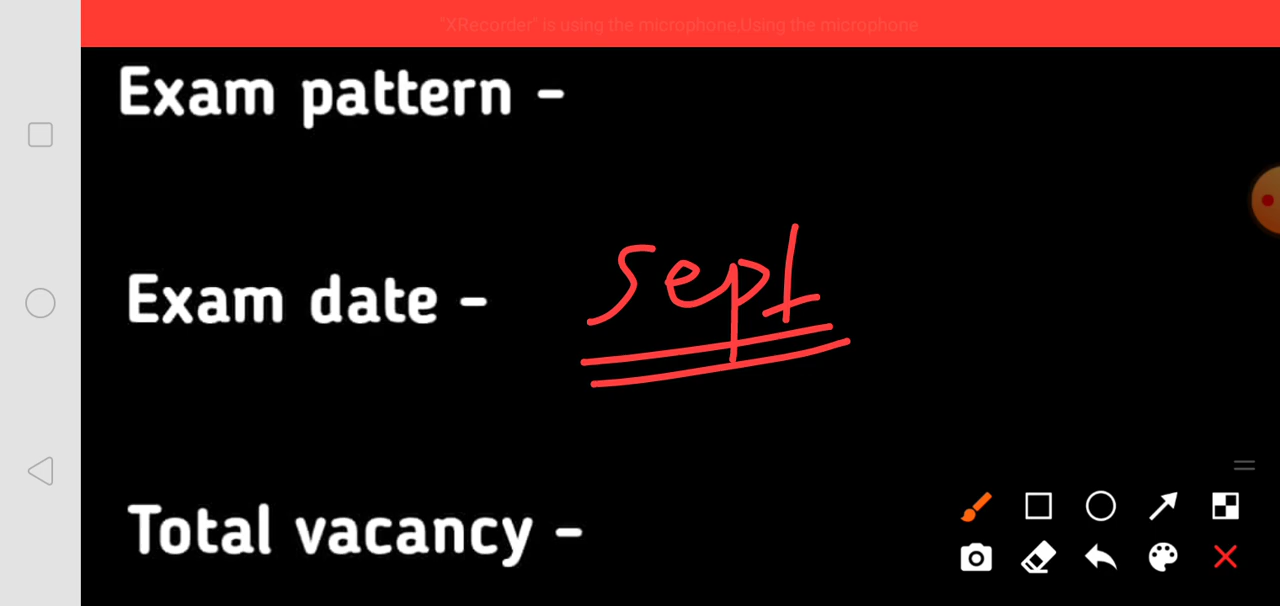 "XRecorder" is using the microphone.Using the microphone
Exam pattern -
Exam date - Sept
Total vacancy -